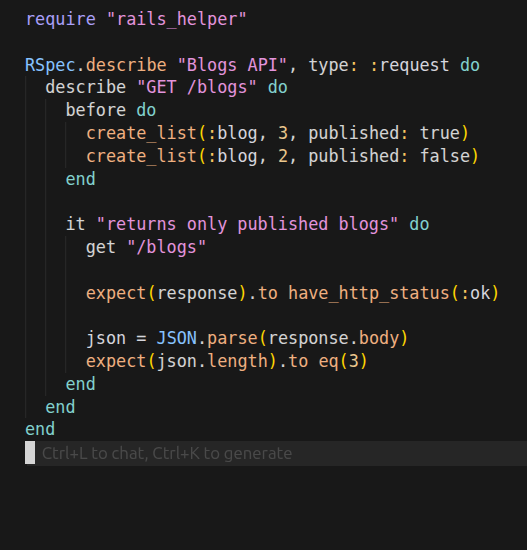 require "rails_helper"

RSpec.describe "Blogs API", type: :request do
  describe "GET /blogs" do
    before do
      create_list(:blog, 3, published: true)
      create_list(:blog, 2, published: false)
    end

    it "returns only published blogs" do
      get "/blogs"

      expect(response).to have_http_status(:ok)

      json = JSON.parse(response.body)
      expect(json.length).to eq(3)
    end
  end
end
Ctrl+L to chat, Ctrl+K to generate